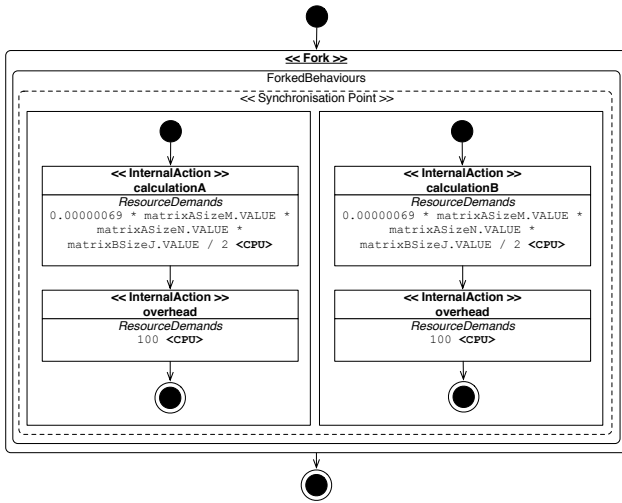 << Fork >>
ForkedBehaviours
<< Synchronisation Point >>
<< InternalAction >>
calculationA
ResourceDemands
0.00000069 * matrixASizeM.VALUE *
matrixASizeN.VALUE *
matrixBSizeJ.VALUE / 2 <CPU>
<< InternalAction >>
overhead
ResourceDemands
100 <CPU>
<< InternalAction >>
calculationB
ResourceDemands
0.00000069 * matrixASizeM.VALUE *
matrixASizeN.VALUE *
matrixBSizeJ.VALUE / 2 <CPU>
<< InternalAction >>
overhead
ResourceDemands
100 <CPU>